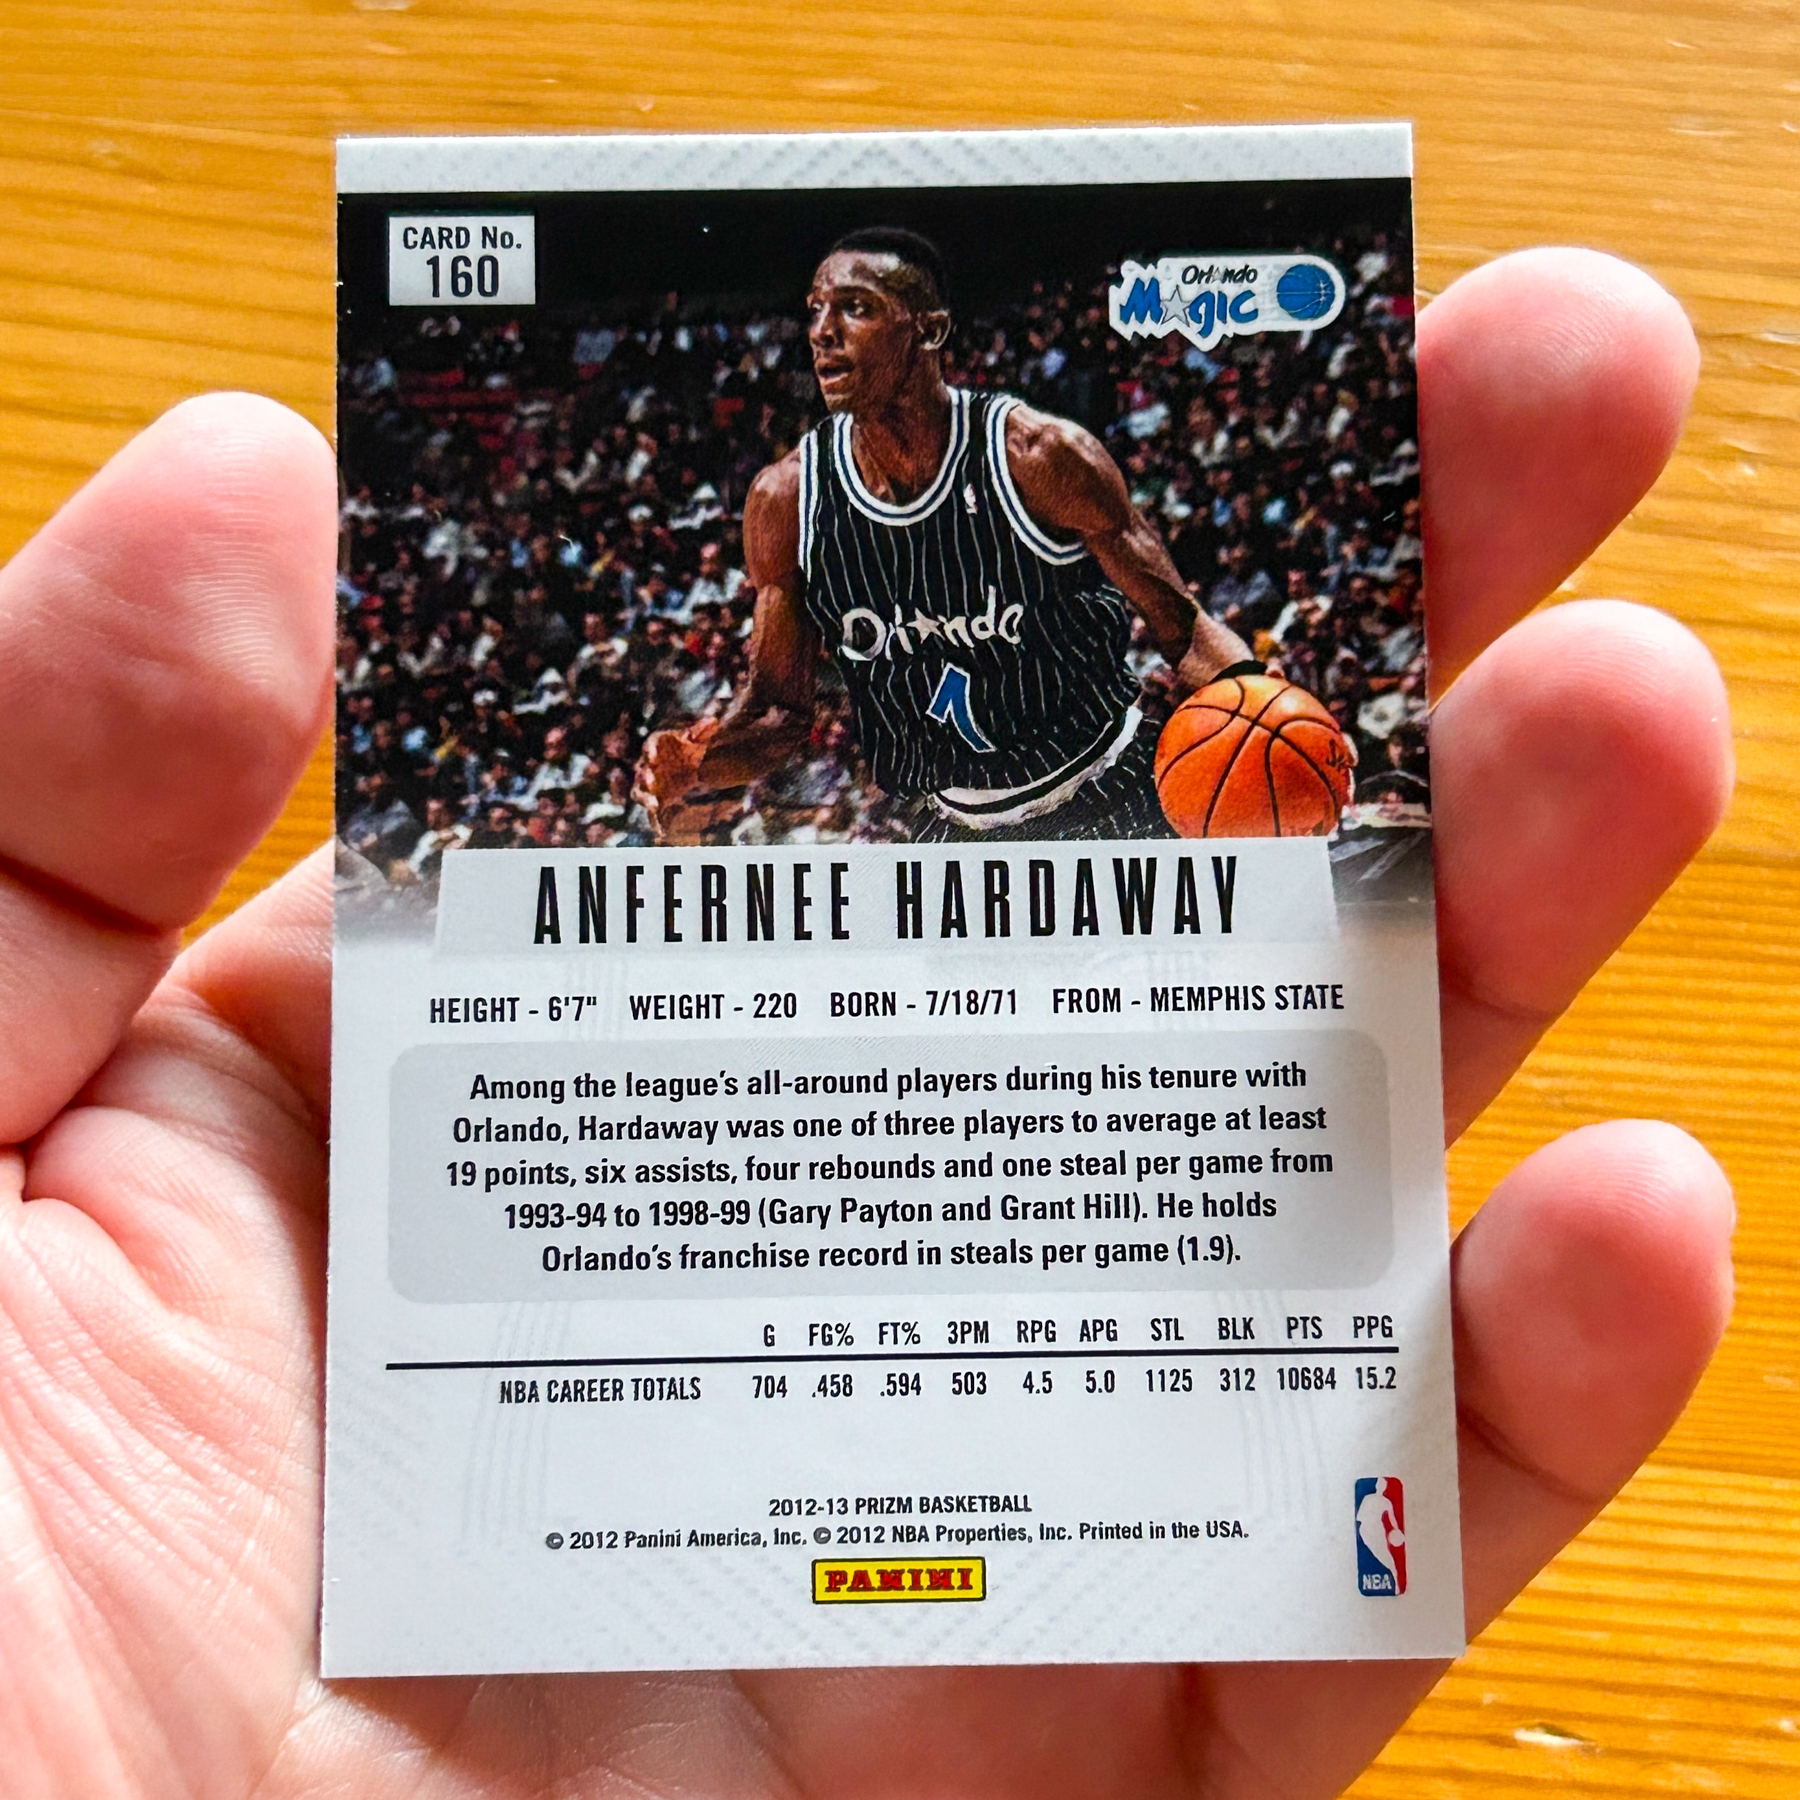 CARD No.
160
Orlando
Magic
Orlando
1
ANFERNEE HARDAWAY
HEIGHT - 6'7" WEIGHT - 220 BORN - 7/18/71 FROM - MEMPHIS STATE
Among the league's all-around players during his tenure with
Orlando, Hardaway was one of three players to average at least
19 points, six assists, four rebounds and one steal per game from
1993-94 to 1998-99 (Gary Payton and Grant Hill). He holds
Orlando's franchise record in steals per game (1.9).
G FG% FT% 3PM RPG APG STL BLK PTS PPG
NBA CAREER TOTALS 704 .458 .594 503 4.5 5.0 1125 312 10684 15.2
2012-13 PRIZM BASKETBALL
© 2012 Panini America, Inc. © 2012 NBA Properties, Inc. Printed in the USA.
PANINI
NBA